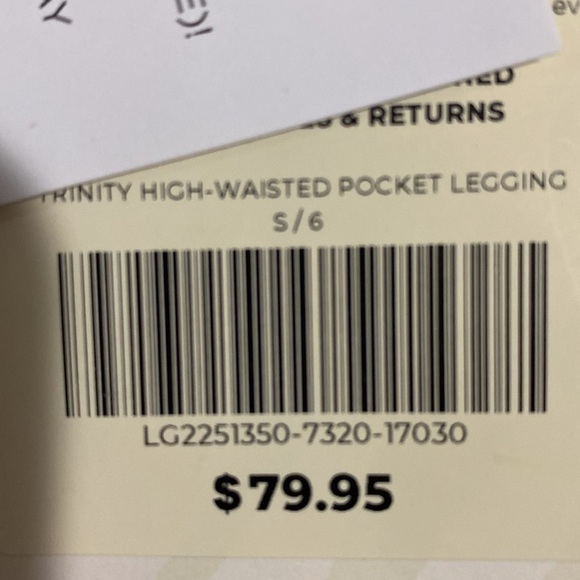 & RETURNS
TRINITY HIGH-WAISTED POCKET LEGGING
S/6
LG2251350-7320-17030
$79.95